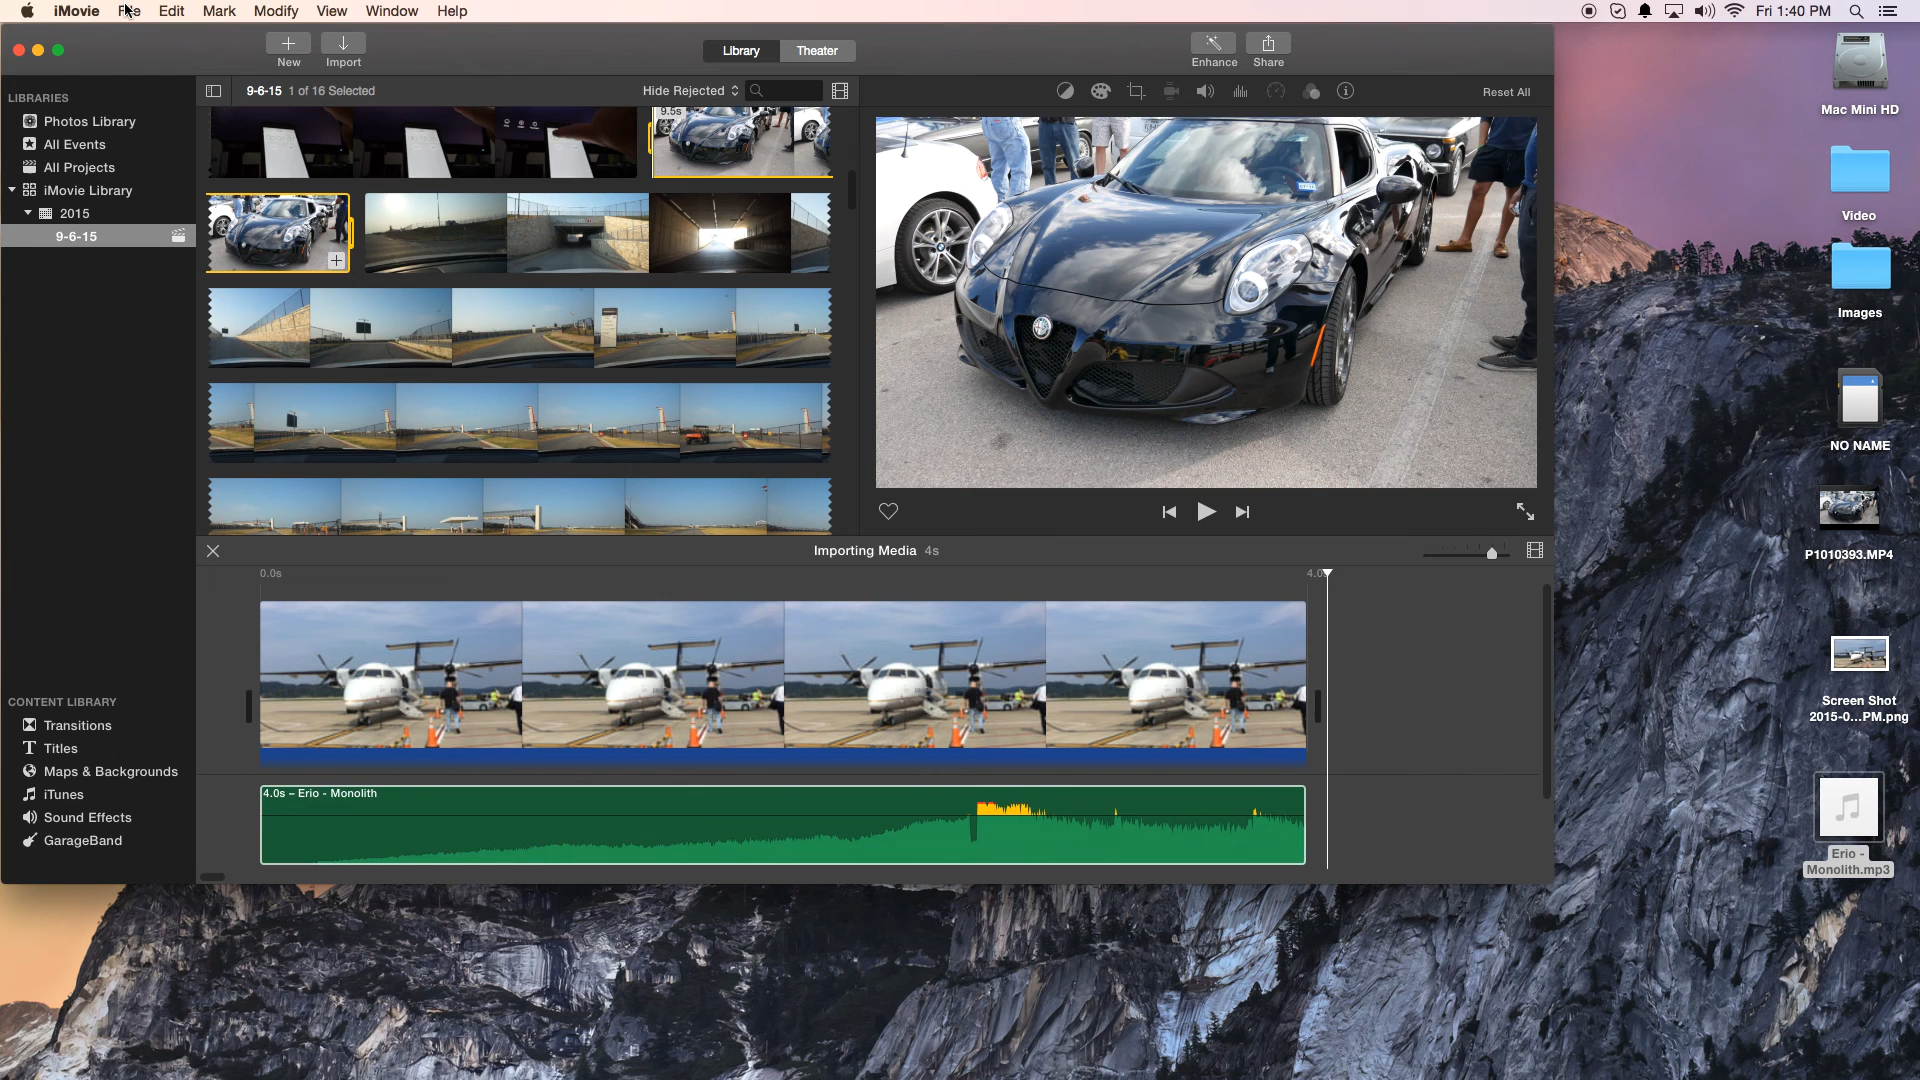 iMovie File Edit Mark Modify View Window Help Fri 1:40 PM
Library Theater
New Import Enhance Share
LIBRARIES
9-6-15 1 of 16 Selected Hide Rejected Reset All
Photos Library
All Events
All Projects
iMovie Library
2015
9-6-15
9.5s
Mac Mini HD
Video
Images
NO NAME
P1010393.MP4
Importing Media 4s
0.0s
CONTENT LIBRARY
Transitions
Titles
Maps & Backgrounds
iTunes
Sound Effects
GarageBand
4.0s – Erio - Monolith
Screen Shot
2015-0...PM.png
Erio -
Monolith.mp3